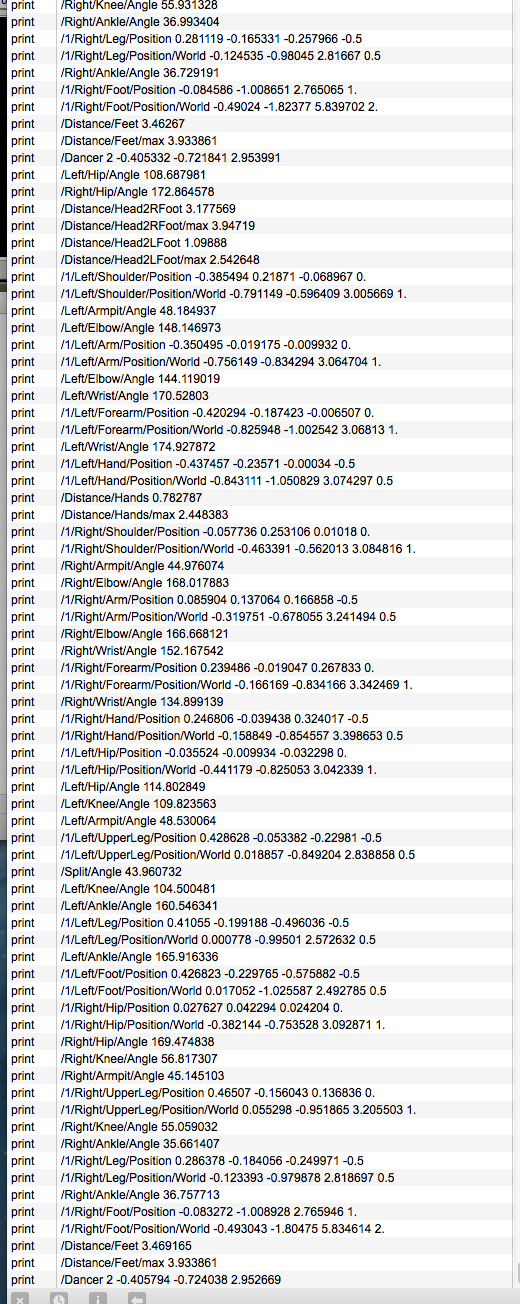 print /Right/Knee/Angle 55.931328
print /Right/Ankle/Angle 36.993404
print /1/Right/Leg/Position 0.281119 -0.165331 -0.257966 -0.5
print /1/Right/Leg/Position/World -0.124535 -0.98045 2.81667 0.5
print /Right/Ankle/Angle 36.729191
print /1/Right/Foot/Position -0.084586 -1.008651 2.765065 1.
print /1/Right/Foot/Position/World -0.49024 -1.82377 5.839702 2.
print /Distance/Feet 3.46267
print /Distance/Feet/max 3.933861
print /Dancer 2 -0.405332 -0.721841 2.953991
print /Left/Hip/Angle 108.687981
print /Right/Hip/Angle 172.864578
print /Distance/Head2RFoot 3.177569
print /Distance/Head2RFoot/max 3.94719
print /Distance/Head2LFoot 1.09888
print /Distance/Head2LFoot/max 2.542648
print /1/Left/Shoulder/Position -0.385494 0.21871 -0.068967 0.
print /1/Left/Shoulder/Position/World -0.791149 -0.596409 3.005669 1.
print /Left/Armpit/Angle 48.184937
print /Left/Elbow/Angle 148.146973
print /1/Left/Arm/Position -0.350495 -0.019175 -0.009932 0.
print /1/Left/Arm/Position/World -0.756149 -0.834294 3.064704 1.
print /Left/Elbow/Angle 144.119019
print /Left/Wrist/Angle 170.52803
print /1/Left/Forearm/Position -0.420294 -0.187423 -0.006507 0.
print /1/Left/Forearm/Position/World -0.825948 -1.002542 3.06813 1.
print /Left/Wrist/Angle 174.927872
print /1/Left/Hand/Position -0.437457 -0.23571 -0.00034 -0.5
print /1/Left/Hand/Position/World -0.843111 -1.050829 3.074297 0.5
print /Distance/Hands 0.782787
print /Distance/Hands/max 2.448383
print /1/Right/Shoulder/Position -0.057736 0.253106 0.01018 0.
print /1/Right/Shoulder/Position/World -0.463391 -0.562013 3.084816 1.
print /Right/Armpit/Angle 44.976074
print /Right/Elbow/Angle 168.017883
print /1/Right/Arm/Position 0.085904 0.137064 0.166858 -0.5
print /1/Right/Arm/Position/World -0.319751 -0.678055 3.241494 0.5
print /Right/Elbow/Angle 166.668121
print /Right/Wrist/Angle 152.167542
print /1/Right/Forearm/Position 0.239486 -0.019047 0.267833 0.
print /1/Right/Forearm/Position/World -0.166169 -0.834166 3.342469 1.
print /Right/Wrist/Angle 134.899139
print /1/Right/Hand/Position 0.246806 -0.039438 0.324017 -0.5
print /1/Right/Hand/Position/World -0.158849 -0.854557 3.398653 0.5
print /1/Left/Hip/Position -0.035524 -0.009934 -0.032298 0.
print /1/Left/Hip/Position/World -0.441179 -0.825053 3.042339 1.
print /Left/Hip/Angle 114.802849
print /Left/Knee/Angle 109.823563
print /Left/Armpit/Angle 48.530064
print /1/Left/UpperLeg/Position 0.428628 -0.053382 -0.22981 -0.5
print /1/Left/UpperLeg/Position/World 0.018857 -0.849204 2.838858 0.5
print /Split/Angle 43.960732
print /Left/Knee/Angle 104.500481
print /Left/Ankle/Angle 160.546341
print /1/Left/Leg/Position 0.41055 -0.199188 -0.496036 -0.5
print /1/Left/Leg/Position/World 0.000778 -0.99501 2.572632 0.5
print /Left/Ankle/Angle 165.916336
print /1/Left/Foot/Position 0.426823 -0.229765 -0.575882 -0.5
print /1/Left/Foot/Position/World 0.017052 -1.025587 2.492785 0.5
print /1/Right/Hip/Position 0.027627 0.042294 0.024204 0.
print /1/Right/Hip/Position/World -0.382144 -0.753528 3.092871 1.
print /Right/Hip/Angle 169.474838
print /Right/Knee/Angle 56.817307
print /Right/Armpit/Angle 45.145103
print /1/Right/UpperLeg/Position 0.46507 -0.156043 0.136836 0.
print /1/Right/UpperLeg/Position/World 0.055298 -0.951865 3.205503 1.
print /Right/Knee/Angle 55.059032
print /Right/Ankle/Angle 35.661407
print /1/Right/Leg/Position 0.286378 -0.184056 -0.249971 -0.5
print /1/Right/Leg/Position/World -0.123393 -0.979878 2.818697 0.5
print /Right/Ankle/Angle 36.757713
print /1/Right/Foot/Position -0.083272 -1.008928 2.765946 1.
print /1/Right/Foot/Position/World -0.493043 -1.80475 5.834614 2.
print /Distance/Feet 3.469165
print /Distance/Feet/max 3.933861
print /Dancer 2 -0.405794 -0.724038 2.952669